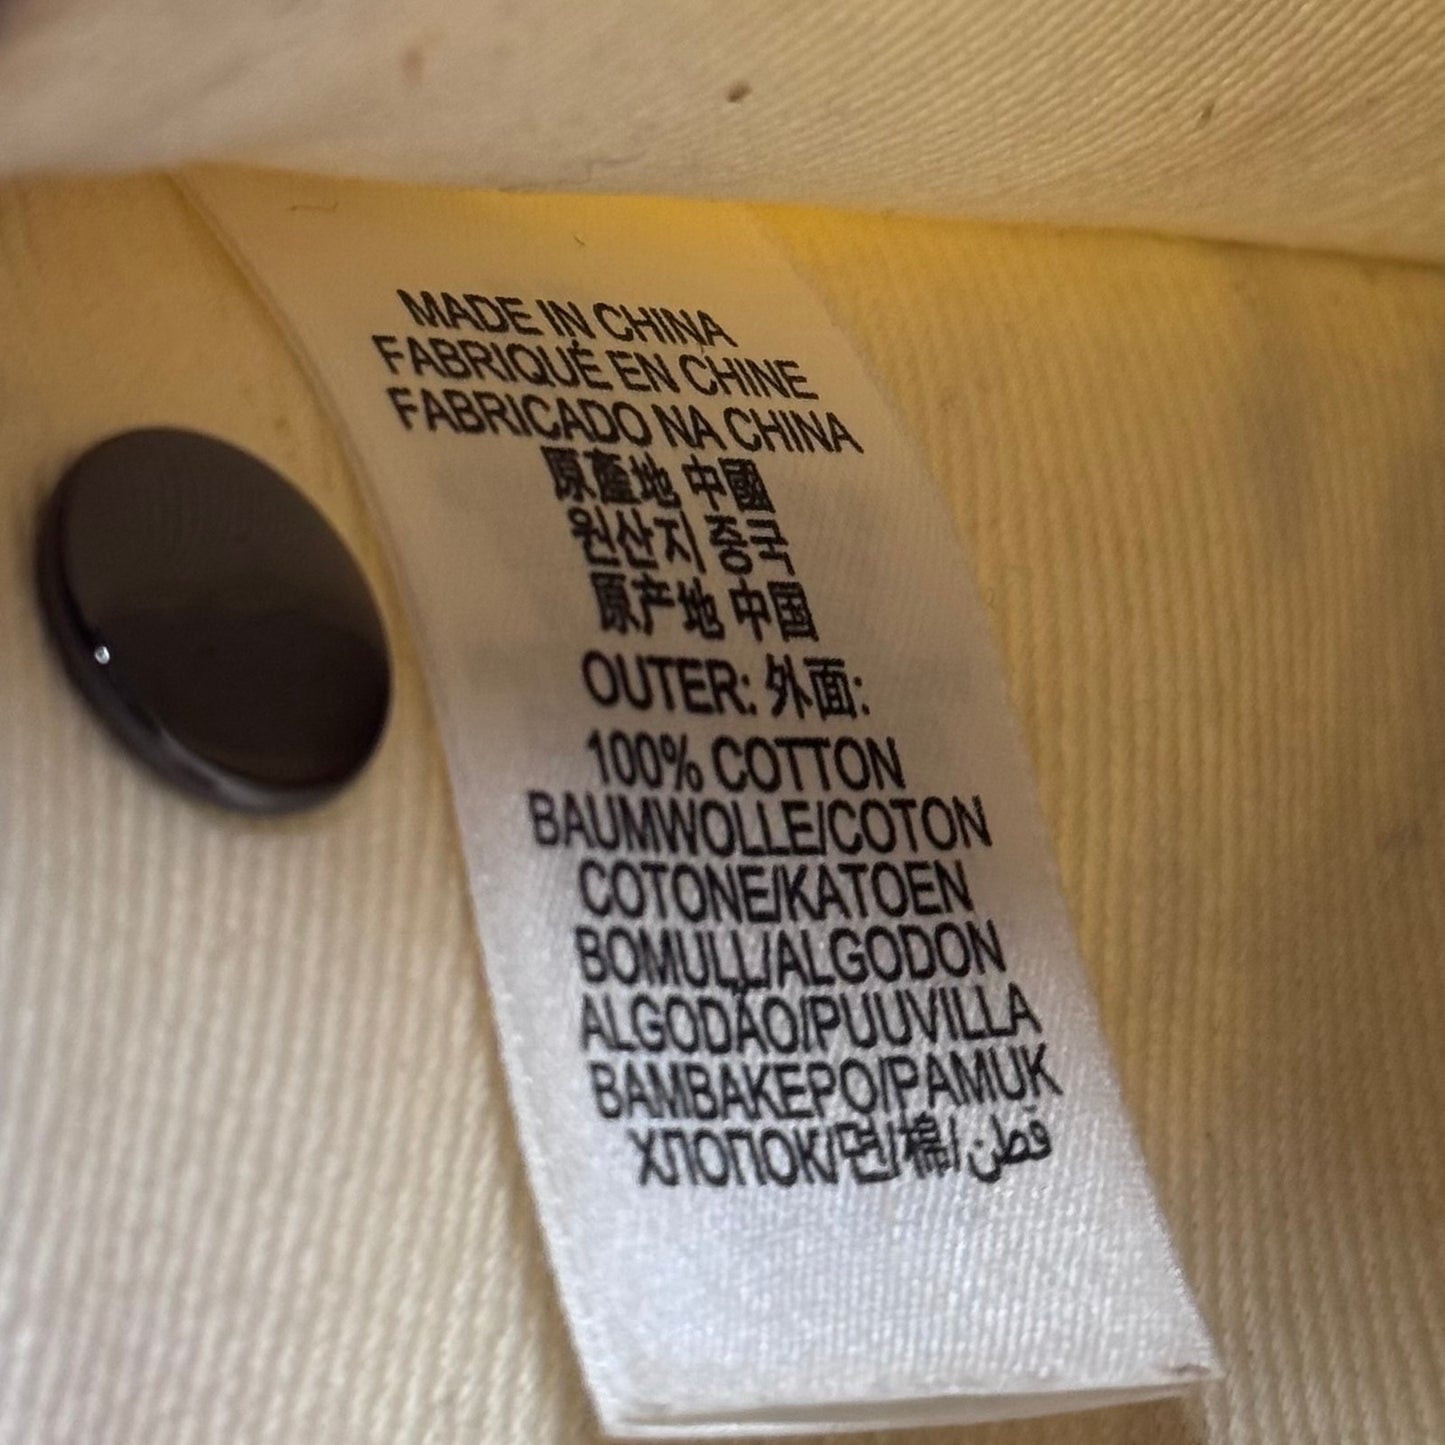 MADE IN CHINA
FABRIQUÉ EN CHINE
FABRICADO NA CHINA
原產地 中國
원산지 중국
原产地 中国
OUTER: 外面:
100% COTTON
BAUMWOLLE/COTON
COTONE/KATOEN
BOMULL/ALGODON
ALGODÃO/PUUVILLA
BAMBAKEPO/PAMUK
ХЛОПОК/면/棉/قطن